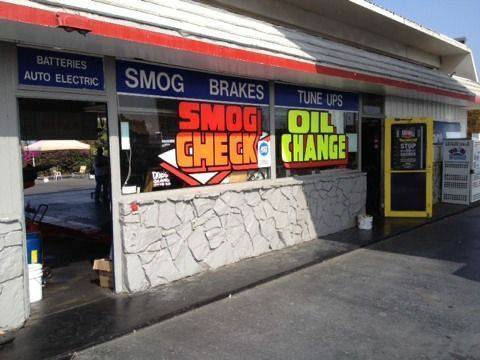 BATTERIES
AUTO ELECTRIC
SMOG BRAKES
TUNE UPS
SMOG
CHECK
OIL
CHANGE
STOP